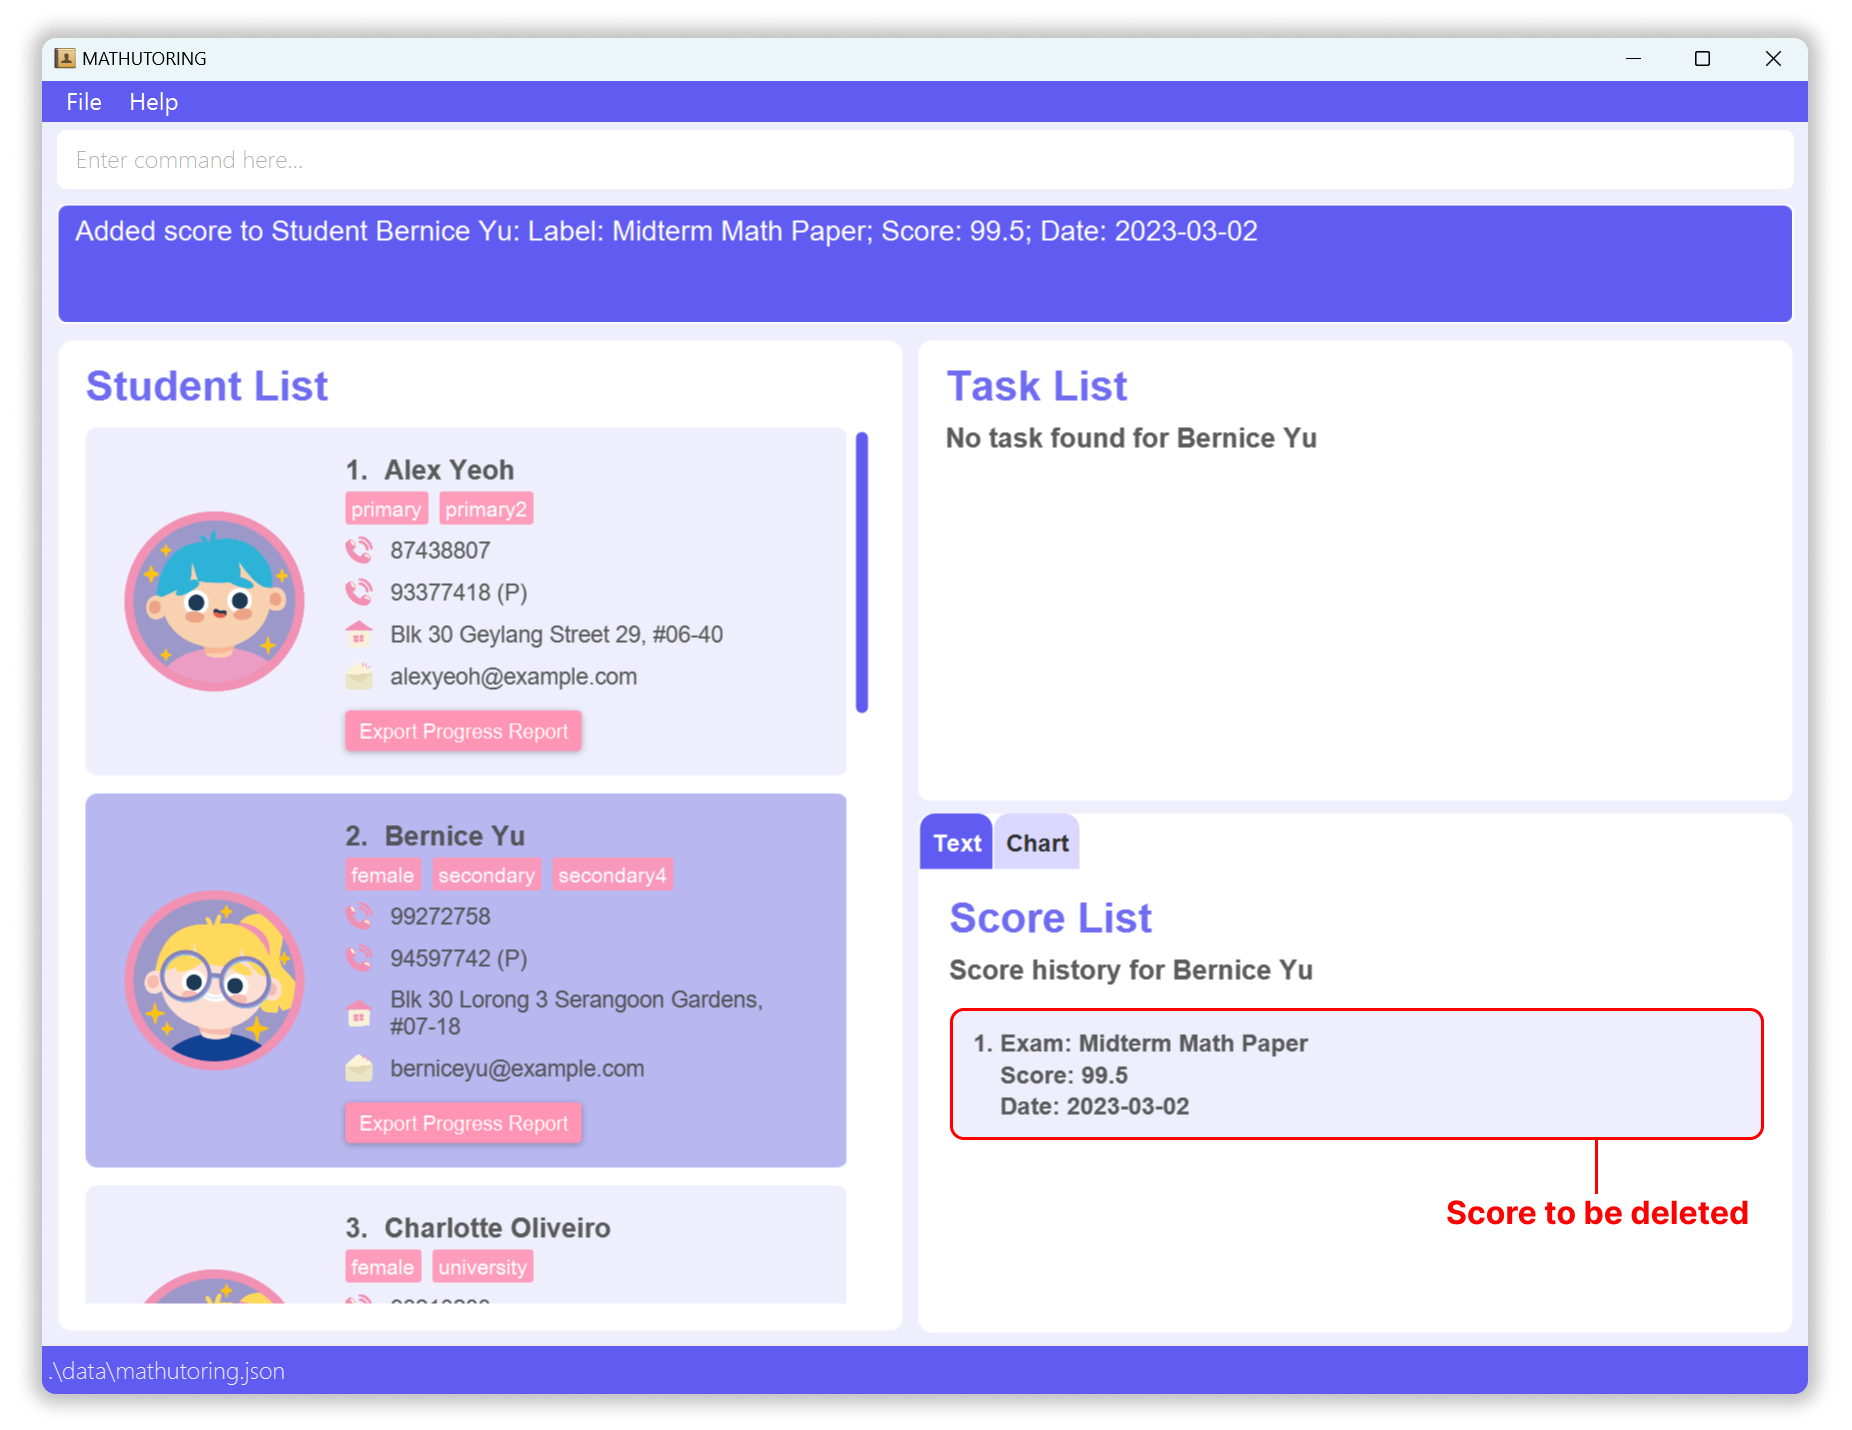 MATHUTORING
File Help
Enter command here...
Added score to Student Bernice Yu: Label: Midterm Math Paper; Score: 99.5; Date: 2023-03-02
Student List
1. Alex Yeoh
primary primary2
87438807
93377418 (P)
Blk 30 Geylang Street 29, #06-40
alexyeoh@example.com
Export Progress Report
2. Bernice Yu
female secondary secondary4
99272758
94597742 (P)
Blk 30 Lorong 3 Serangoon Gardens,
#07-18
berniceyu@example.com
Export Progress Report
3. Charlotte Oliveiro
female university
Task List
No task found for Bernice Yu
Text Chart
Score List
Score history for Bernice Yu
1. Exam: Midterm Math Paper
Score: 99.5
Date: 2023-03-02
Score to be deleted
.\data\mathutoring.json